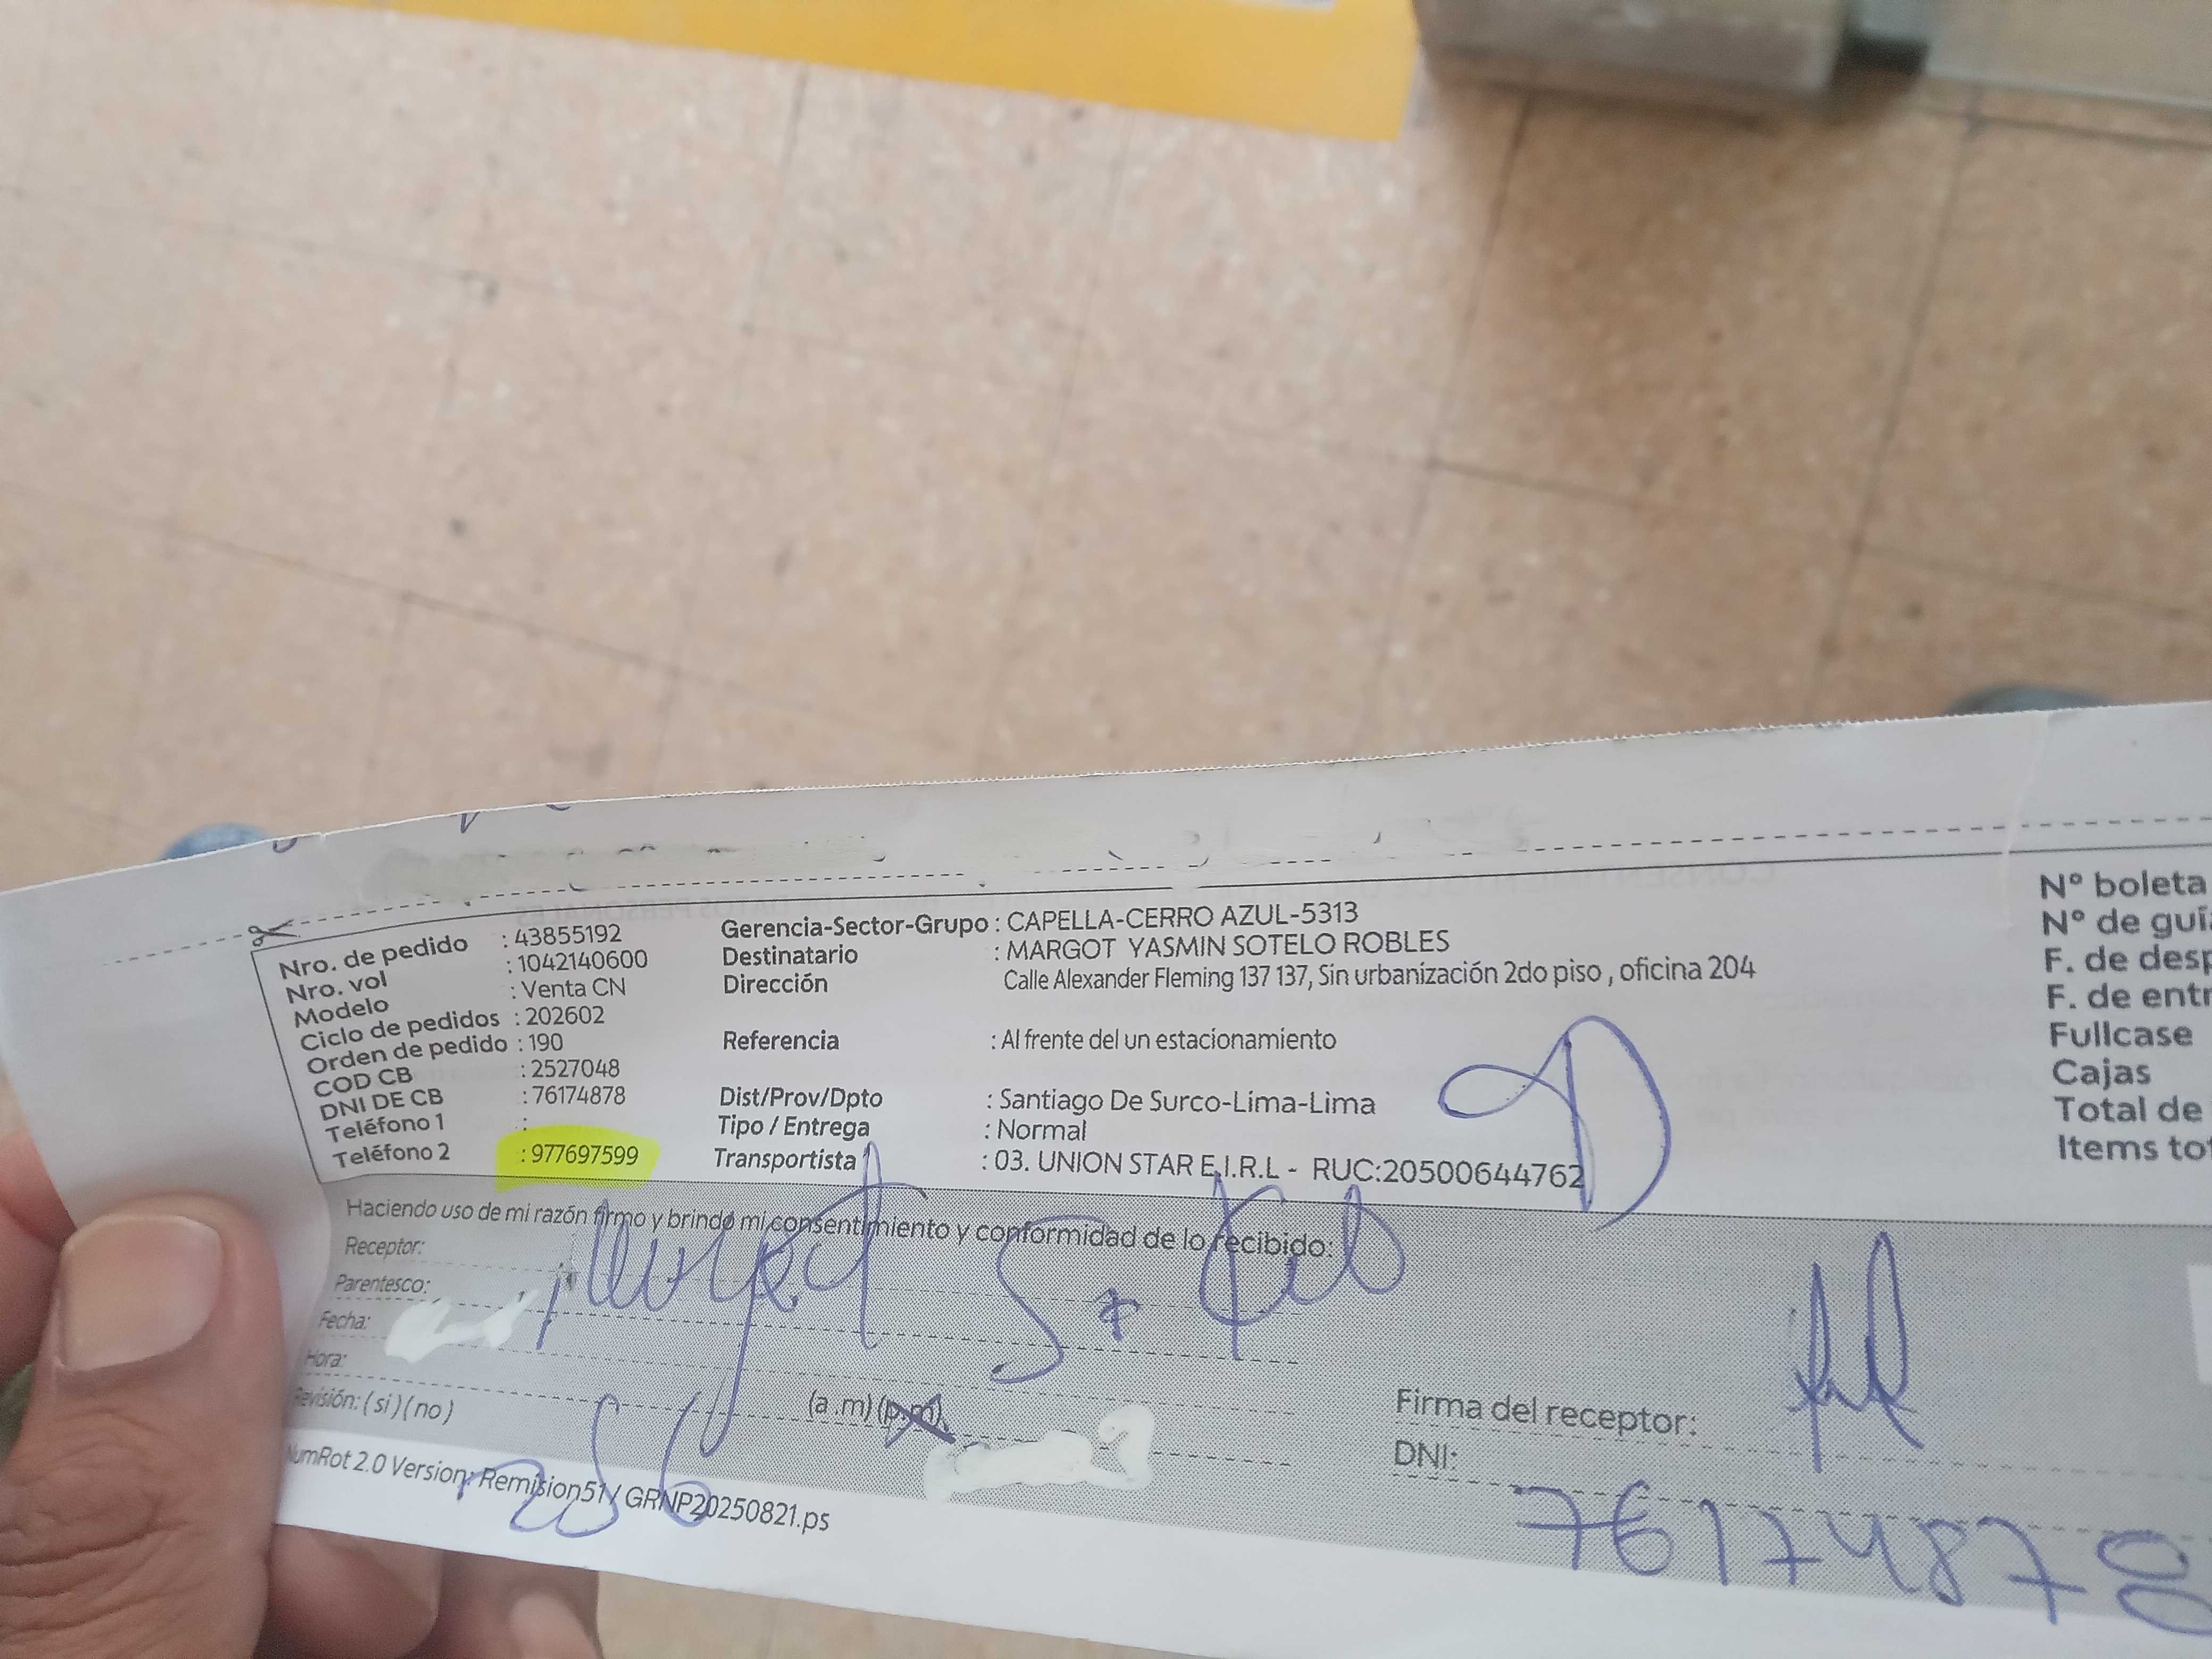 Nro. de pedido : 43855192
Nro. vol : 1042140600
Modelo : Venta CN
Ciclo de pedidos : 202602
Orden de pedido : 190
COD CB : 2527048
DNI DE CB : 76174878
Teléfono 1 :
Teléfono 2 : 977697599
Gerencia-Sector-Grupo : CAPELLA-CERRO AZUL-5313
Destinatario : MARGOT YASMIN SOTELO ROBLES
Dirección Calle Alexander Fleming 137 137, Sin urbanización 2do piso , oficina 204
Referencia : Al frente del un estacionamiento
Dist/Prov/Dpto : Santiago De Surco-Lima-Lima
Tipo / Entrega : Normal
Transportista : 03. UNION STAR E.I.R.L - RUC:20500644762
N° boleta
N° de guía
F. de desp
F. de entr
Fullcase
Cajas
Total de
Items tot
Haciendo uso de mi razón firmo y brindo mi consentimiento y conformidad de lo recibido:
Receptor:
Parentesco:
Fecha:
Hora:
(a .m) (p.m)
Revisión: ( si ) ( no )
Firma del receptor:
DNI: 76174878
NumRot 2.0 Version: Remision51 / GRNP20250821.ps